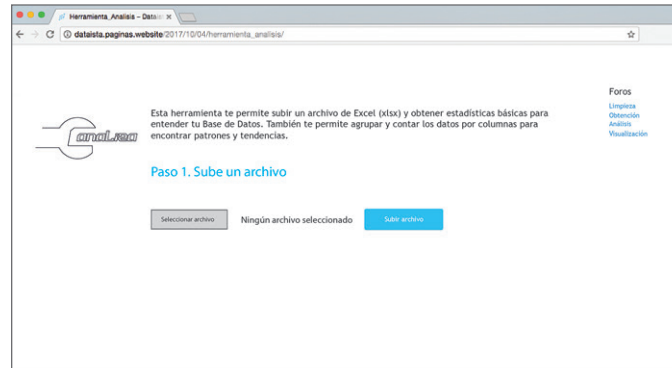 Herramienta_Analisis – Datais
dataista.paginas.website/2017/10/04/herramienta_analisis/
Foros
Limpieza
Obtención
Análisis
Visualización
analiza
Esta herramienta te permite subir un archivo de Excel (xlsx) y obtener estadísticas básicas para
entender tu Base de Datos. También te permite agrupar y contar los datos por columnas para
encontrar patrones y tendencias.
Paso 1. Sube un archivo
Seleccionar archivo Ningún archivo seleccionado Subir archivo